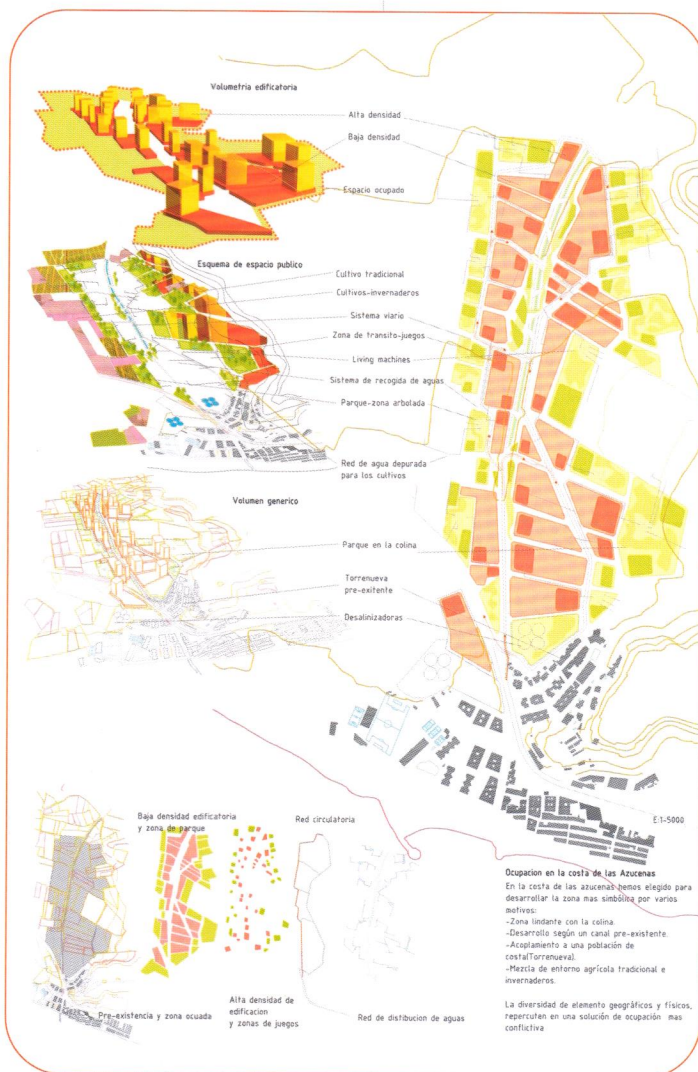 Volumetria edificatoria
Alta densidad
Baja densidad
Espacio ocupado
Esquema de espacio publico
Cultivo tradicional
Cultivos-invernaderos
Sistema viario
Zona de transito-juegos
Living machines
Sistema de recogida de aguas
Parque-zona arbolada
Red de agua depurada
para los cultivos
Volumen generico
Parque en la colina
Torrenueva
pre-exitente
Desalinizadoras
E:1-5000
Baja densidad edificatoria
y zona de parque
Red circulatoria
Pre-existencia y zona ocuada
Alta densidad de
edificacion
y zonas de juegos
Red de distibucion de aguas
Ocupacion en la costa de las Azucenas
En la costa de las azucenas hemos elegido para
desarrollar la zona mas simbólica por varios
motivos:
-Zona lindante con la colina.
-Desarrollo según un canal pre-existente.
-Acoplamiento a una población de
costa(Torrenueva).
-Mezcla de entorno agrícola tradicional e
invernaderos.
La diversidad de elemento geográficos y físicos,
repercuten en una solución de ocupación mas
conflictiva